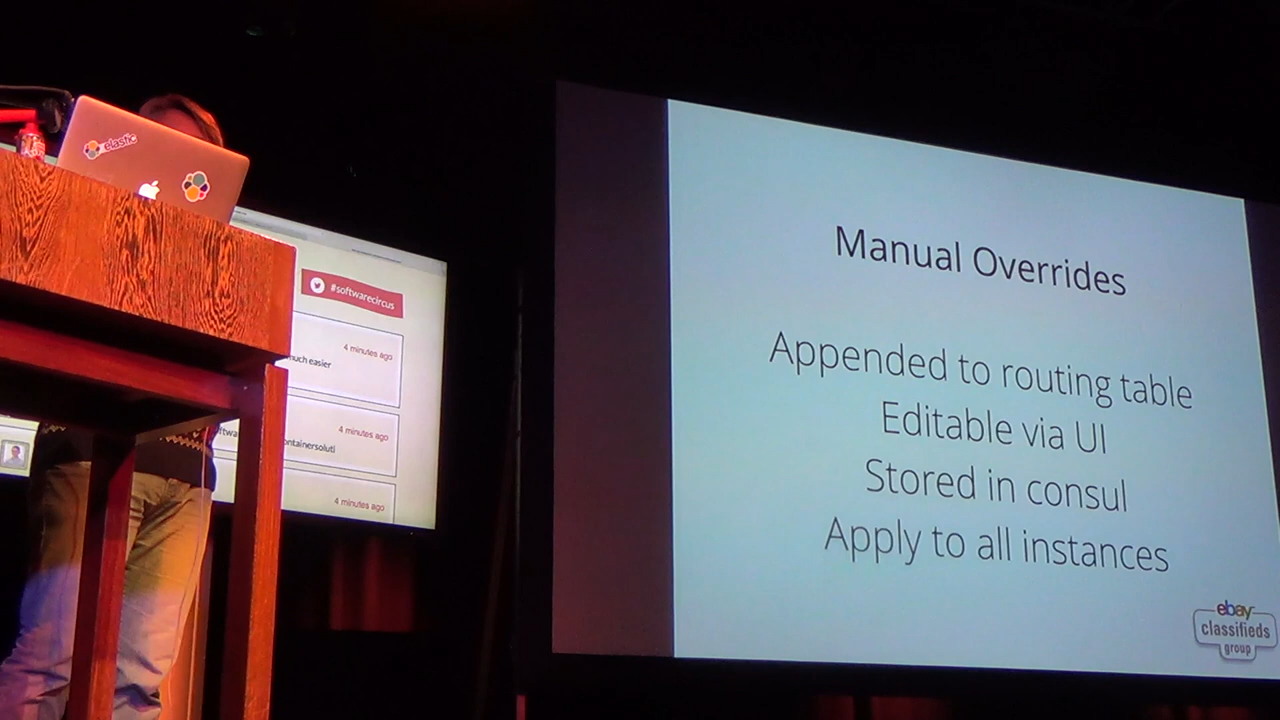 elastic
#softwarecircus
4 minutes ago
much easier
4 minutes ago
ontainersoluti
4 minutes ago
Manual Overrides
Appended to routing table
Editable via UI
Stored in consul
Apply to all instances
ebay
classifieds
group